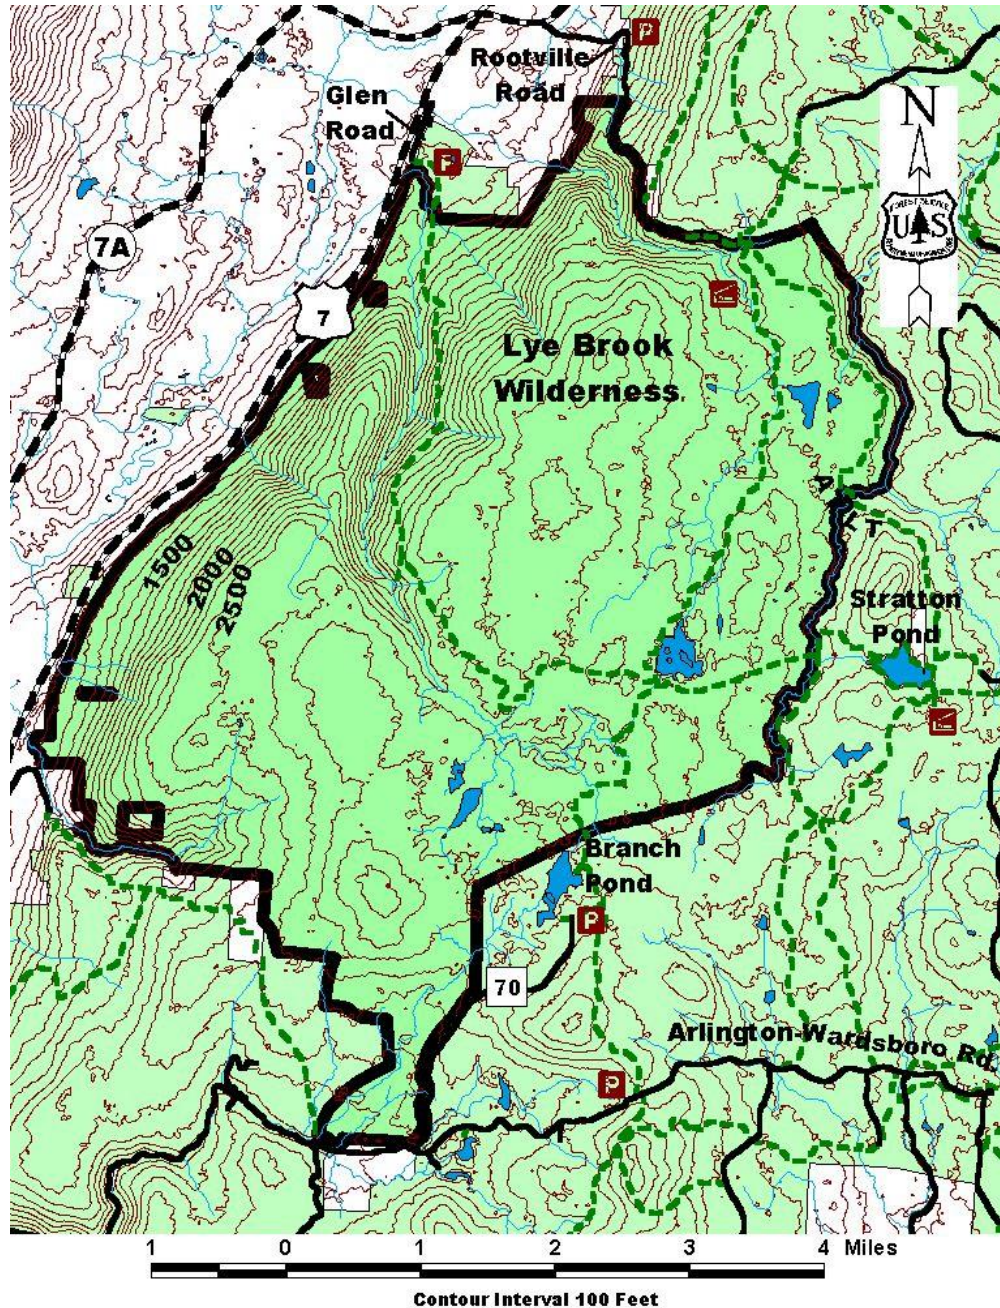 P
Rootville
Road
Glen
Road
P
N
U S
7A
7
Lye Brook
Wilderness
1500
2000
2500
A
T
Stratton
Pond
Branch
Pond
P
70
Arlington-Wardsboro Rd.
P
1 0 1 2 3 4 Miles
Contour Interval 100 Feet